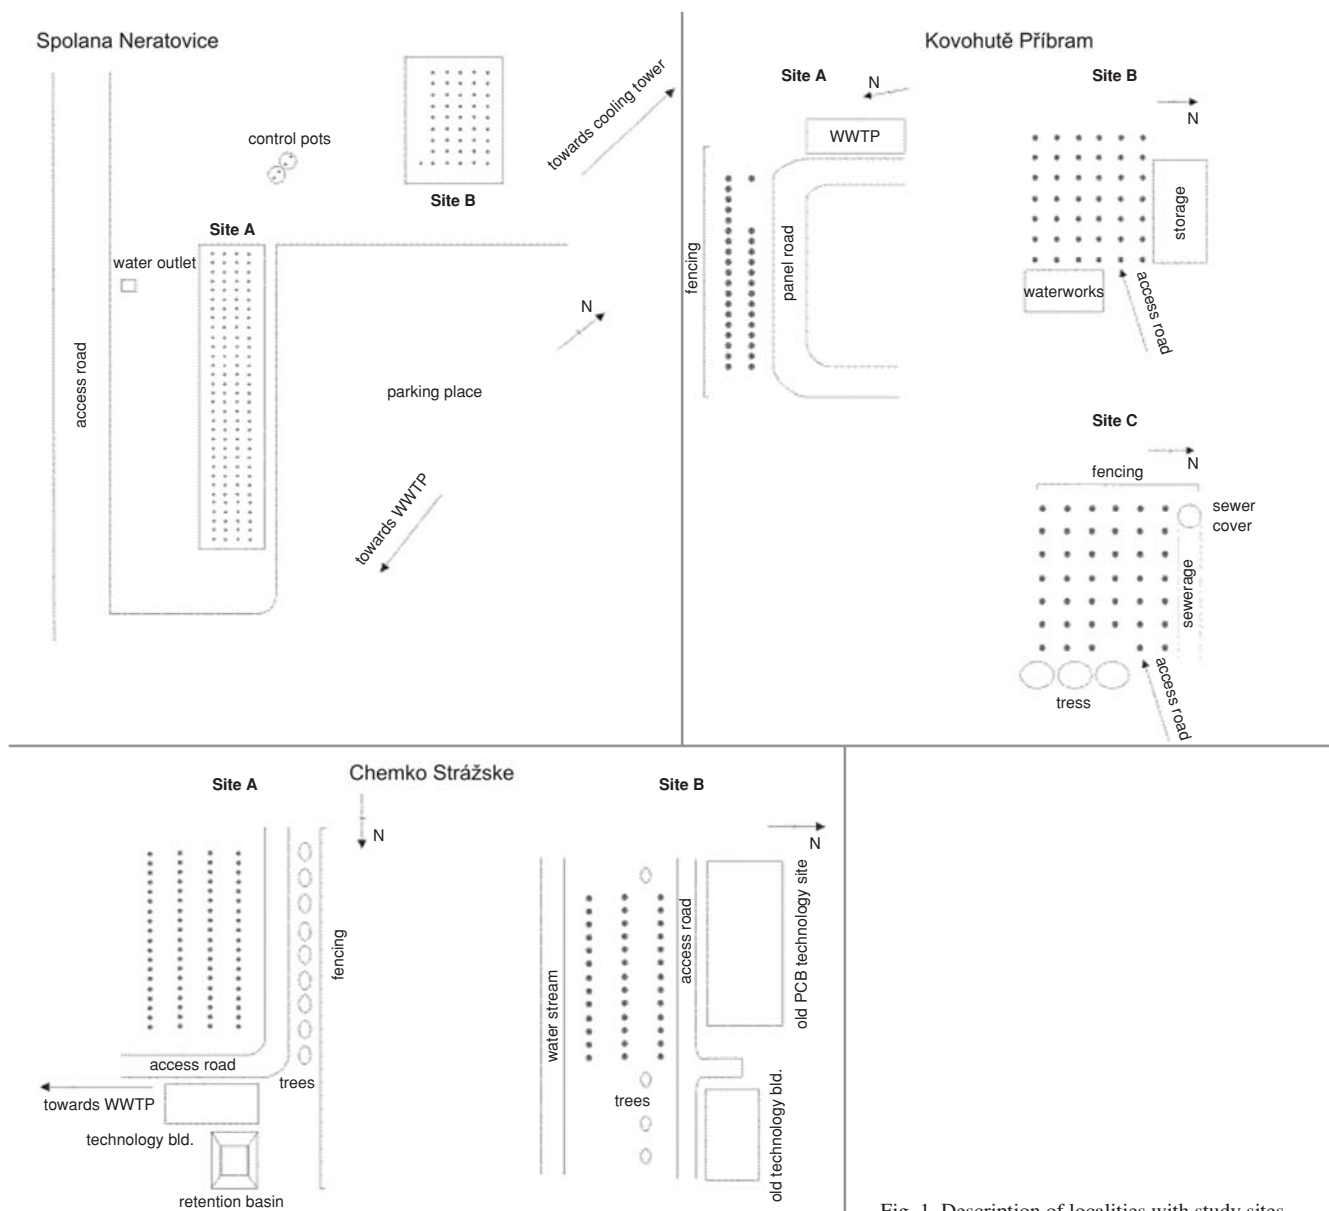 Spolana Neratovice
control pots
Site B
towards cooling tower
Site A
water outlet
N
access road
parking place
towards WWTP
Kovohutě Příbram
Site A
N
WWTP
fencing
panel road
Site B
N
storage
waterworks
access road
Site C
N
fencing
sewer
cover
sewerage
tress
access road
Chemko Strážske
Site A
N
fencing
access road
trees
towards WWTP
technology bld.
retention basin
Site B
N
old PCB technology site
access road
water stream
trees
old technology bld.
Fig. 1. Description of localities with study sites